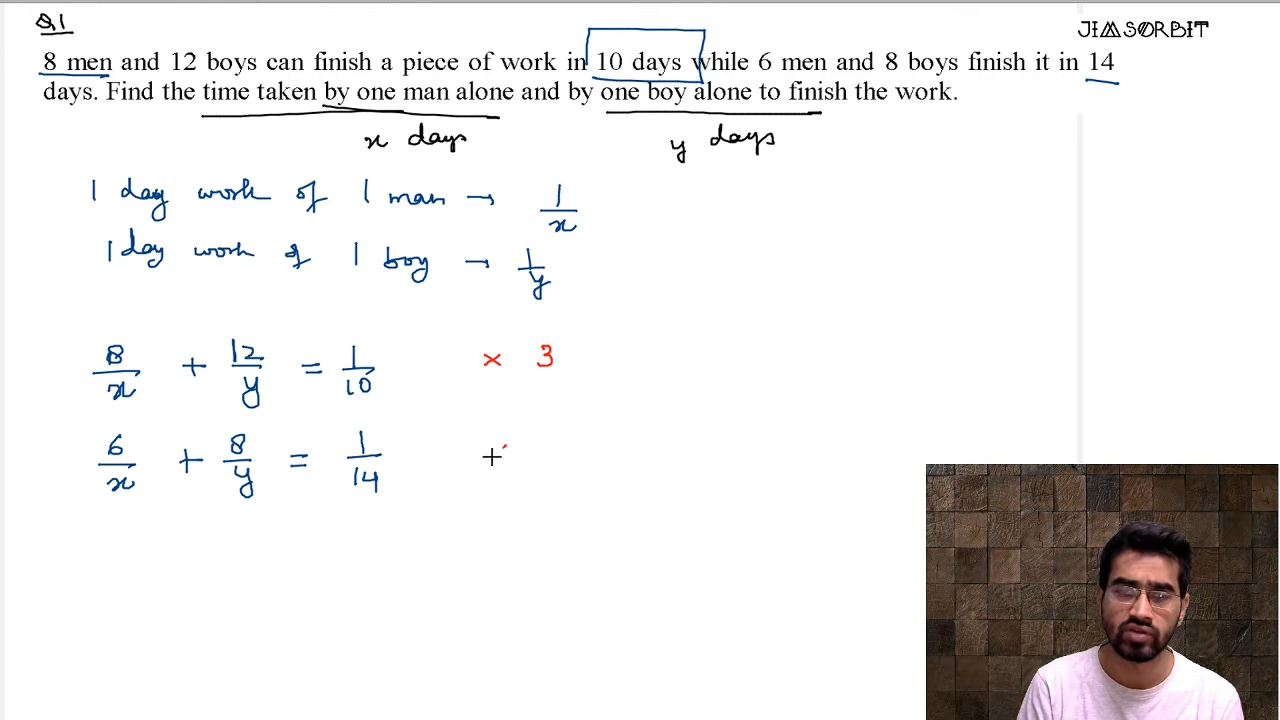 Q.1
JIMSORBIT
8 men and 12 boys can finish a piece of work in 10 days while 6 men and 8 boys finish it in 14
days. Find the time taken by one man alone and by one boy alone to finish the work.
x days y days
1 day work of 1 man → 1/x
1 day work of 1 boy → 1/y
8/x + 12/y = 1/10 × 3
6/x + 8/y = 1/14